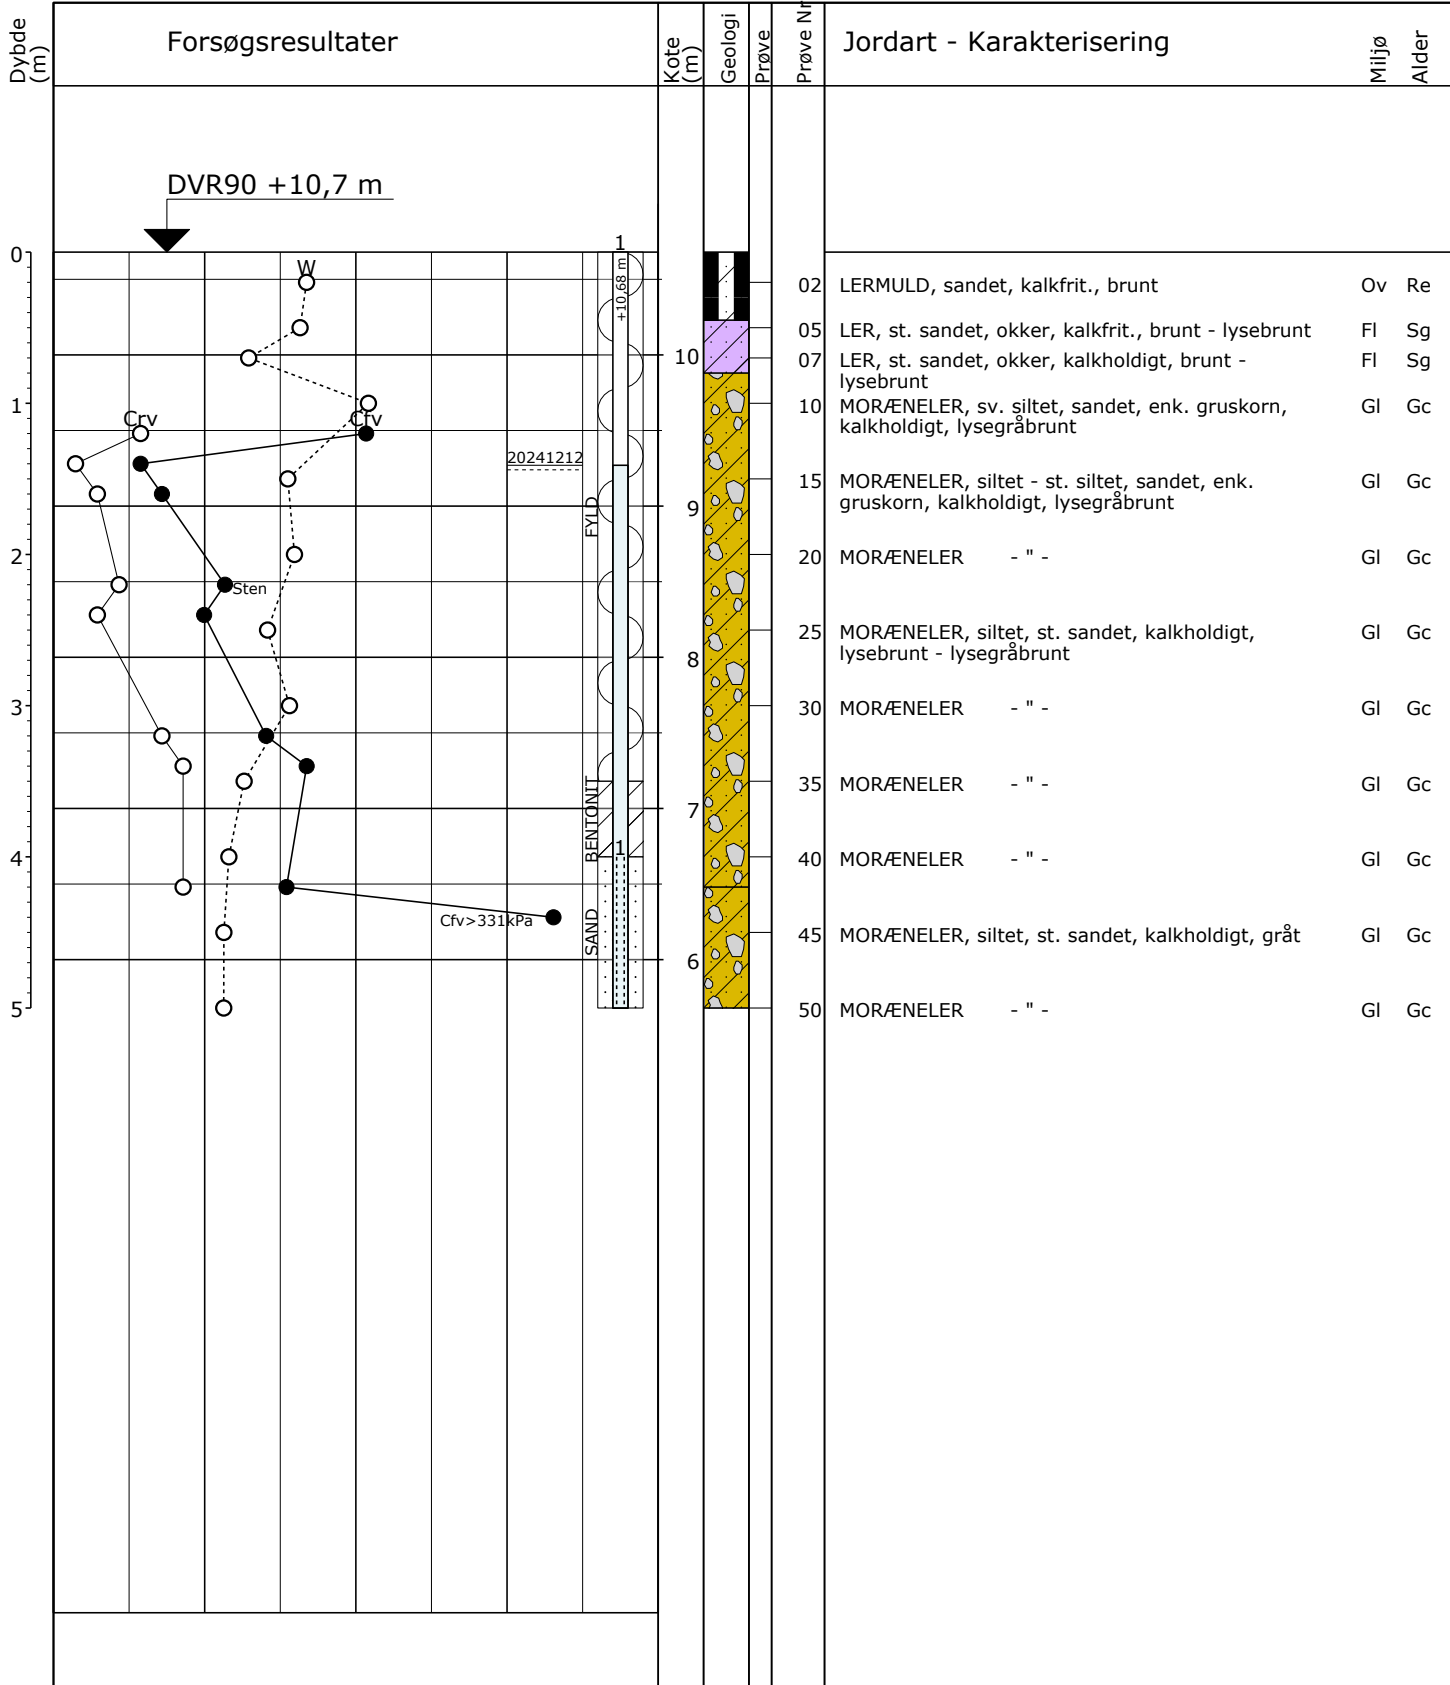 Dybde (m)
Forsøgsresultater
Kote (m)
Geologi
Prøve
Prøve Nr
Jordart - Karakterisering
Miljø
Alder
DVR90 +10,7 m
0
1
W
+10,68 m
02 LERMULD, sandet, kalkfrit., brunt Ov Re
05 LER, st. sandet, okker, kalkfrit., brunt - lysebrunt Fl Sg
10
07 LER, st. sandet, okker, kalkholdigt, brunt - Fl Sg
lysebrunt
1
Crv
Cfv
10 MORÆNELER, sv. siltet, sandet, enk. gruskorn, Gl Gc
kalkholdigt, lysegråbrunt
20241212
15 MORÆNELER, siltet - st. siltet, sandet, enk. Gl Gc
gruskorn, kalkholdigt, lysegråbrunt
9
FYLD
2
20 MORÆNELER - " - Gl Gc
Sten
25 MORÆNELER, siltet, st. sandet, kalkholdigt, Gl Gc
lysebrunt - lysegråbrunt
8
3
30 MORÆNELER - " - Gl Gc
35 MORÆNELER - " - Gl Gc
7
BENTONIT
1
4
40 MORÆNELER - " - Gl Gc
Cfv>331kPa
SAND
45 MORÆNELER, siltet, st. sandet, kalkholdigt, gråt Gl Gc
6
5
50 MORÆNELER - " - Gl Gc